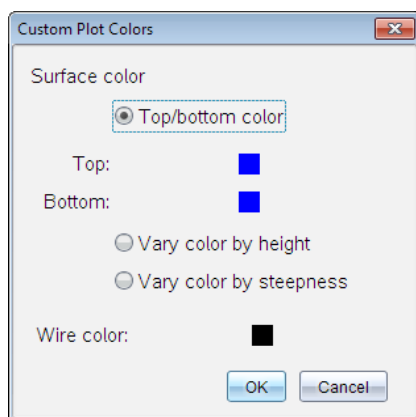 Custom Plot Colors
Surface color
Top/bottom color
Top:
Bottom:
Vary color by height
Vary color by steepness
Wire color:
OK Cancel